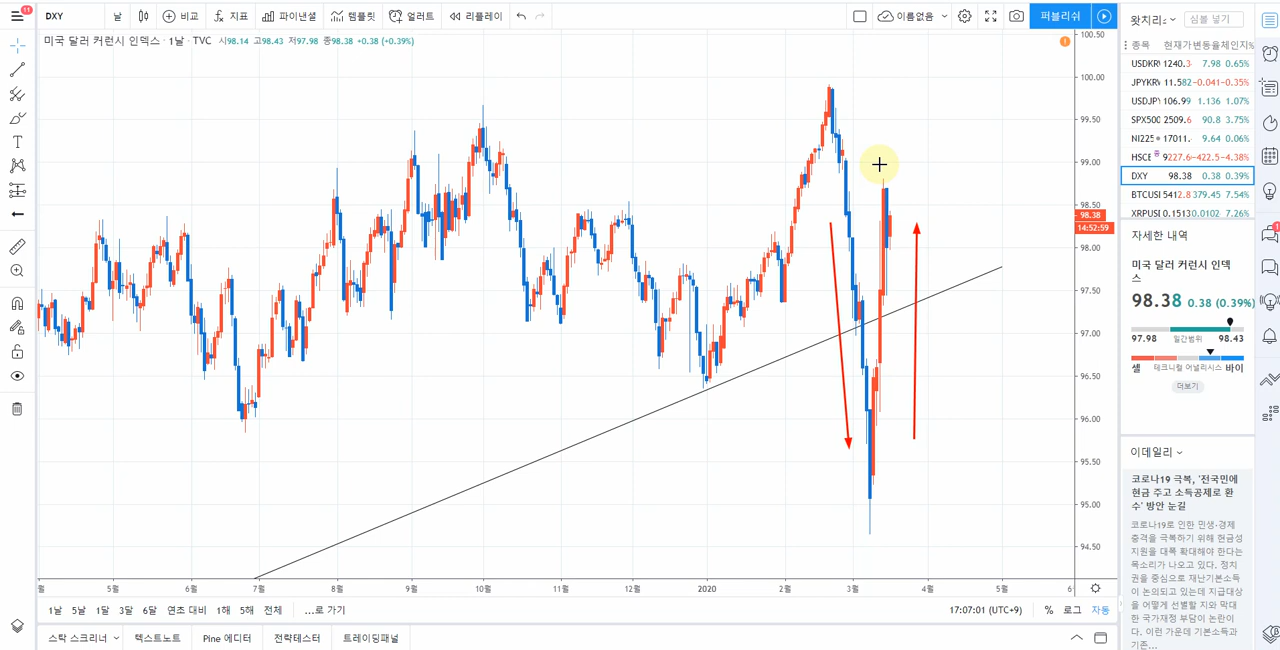 11
DXY
날
비교
지표
파이낸셜
템플릿
얼러트
리플레이
이름없음
퍼블리쉬
미국 달러 커런시 인덱스 · 1날 · TVC 시98.14 고98.43 저97.98 종98.38 +0.38 (+0.39%)
100.50
100.00
99.50
99.00
98.50
98.38
14:52:59
98.00
97.50
97.00
96.50
96.00
95.50
95.00
94.50
5월
6월
7월
8월
9월
10월
11월
12월
2020
2월
3월
4월
5월
1날 5날 1달 3달 6달 연초 대비 1해 5해 전체 ...로 가기
17:07:01 (UTC+9) % 로그 자동
스탁 스크리너 텍스트노트 Pine 에디터 전략테스터 트레이딩패널
왓치리스 심볼 넣기
종목 현재가 변동율 체인지%
USDKR 1240.3 7.98 0.65%
JPYKR 11.582 -0.041 -0.35%
USDJP 106.99 1.136 1.07%
SPX500 2509.6 90.8 3.75%
NI225 17011. 9.64 0.06%
HSCE 9227.6 -422.5 -4.38%
DXY 98.38 0.38 0.39%
BTCUSI 5412.8 379.45 7.54%
XRPUSI 0.1513 0.0102 7.26%
자세한 내역
미국 달러 커런시 인덱
스
98.38 0.38 (0.39%)
97.98 일간범위 98.43
셀 테크니컬 어낼리시스 바이
더보기
이데일리
코로나19 극복, '전국민에
현금 주고 소득공제로 환
수' 방안 눈길
코로나19로 인한 민생·경제
충격을 극복하기 위해 현금성
지원을 대폭 확대해야 한다는
목소리가 나오고 있다. 정치
권을 중심으로 재난기본소득
이 논의되고 있는데 지급대상
을 어떻게 선별할 지와 막대
한 국가재정 부담이 논란이
다. 이런 가운데 기본소득과
기존...